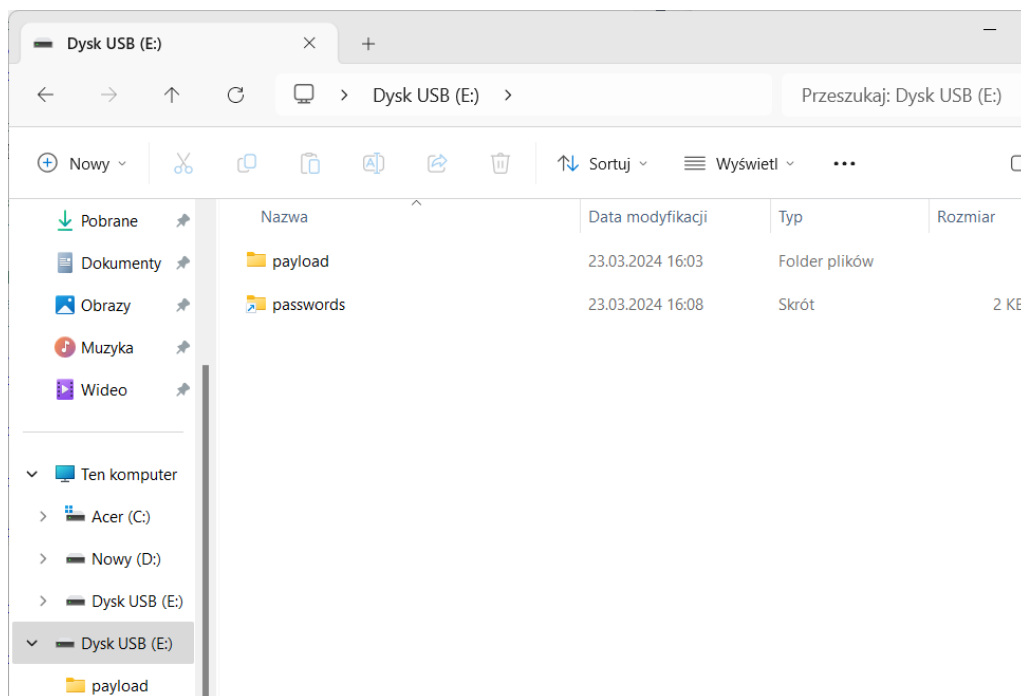 Dysk USB (E:)
Dysk USB (E:)
Przeszukaj: Dysk USB (E:)
Nowy
Sortuj
Wyświetl
Nazwa Data modyfikacji Typ Rozmiar
payload 23.03.2024 16:03 Folder plików
passwords 23.03.2024 16:08 Skrót 2 KB
Pobrane
Dokumenty
Obrazy
Muzyka
Wideo
Ten komputer
Acer (C:)
Nowy (D:)
Dysk USB (E:)
Dysk USB (E:)
payload